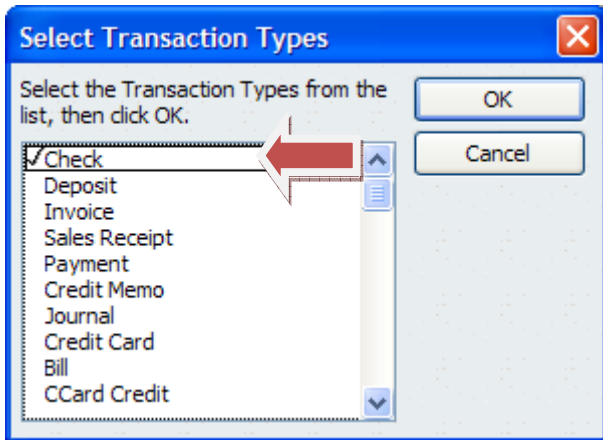 Select Transaction Types
Select the Transaction Types from the
list, then click OK.
OK
Cancel
✓Check
Deposit
Invoice
Sales Receipt
Payment
Credit Memo
Journal
Credit Card
Bill
CCard Credit